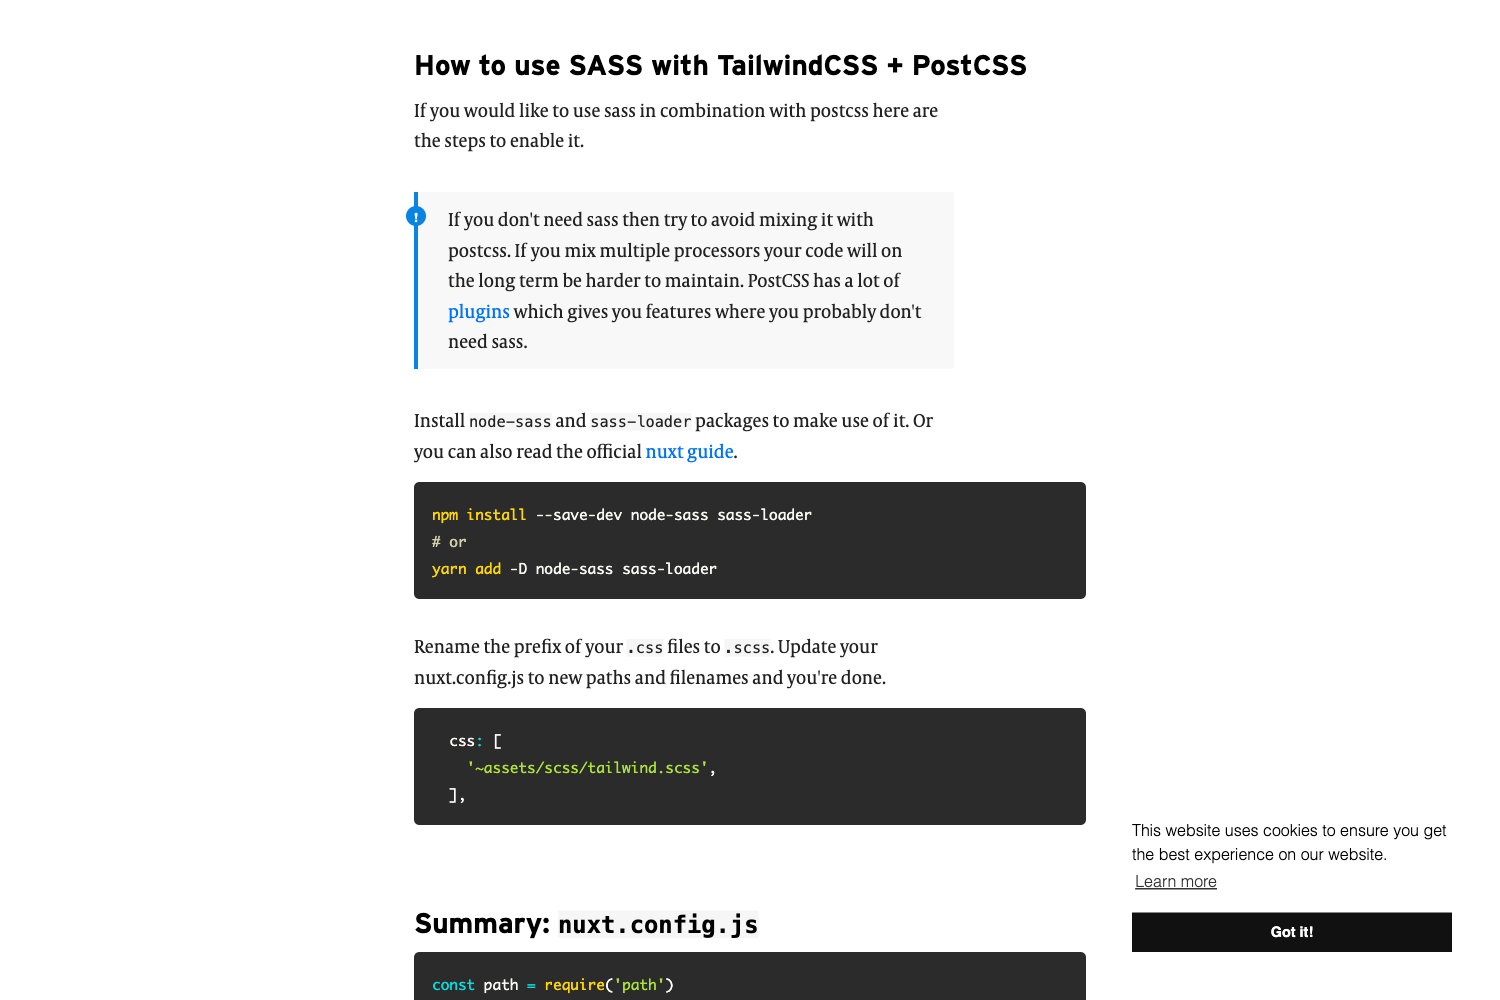 How to use SASS with TailwindCSS + PostCSS
If you would like to use sass in combination with postcss here are
the steps to enable it.
If you don't need sass then try to avoid mixing it with
postcss. If you mix multiple processors your code will on
the long term be harder to maintain. PostCSS has a lot of
plugins which gives you features where you probably don't
need sass.
Install node-sass and sass-loader packages to make use of it. Or
you can also read the official nuxt guide.
npm install --save-dev node-sass sass-loader
# or
yarn add -D node-sass sass-loader
Rename the prefix of your .css files to .scss. Update your
nuxt.config.js to new paths and filenames and you're done.
css: [
'~assets/scss/tailwind.scss',
],
This website uses cookies to ensure you get
the best experience on our website.
Learn more
Got it!
Summary: nuxt.config.js
const path = require('path')